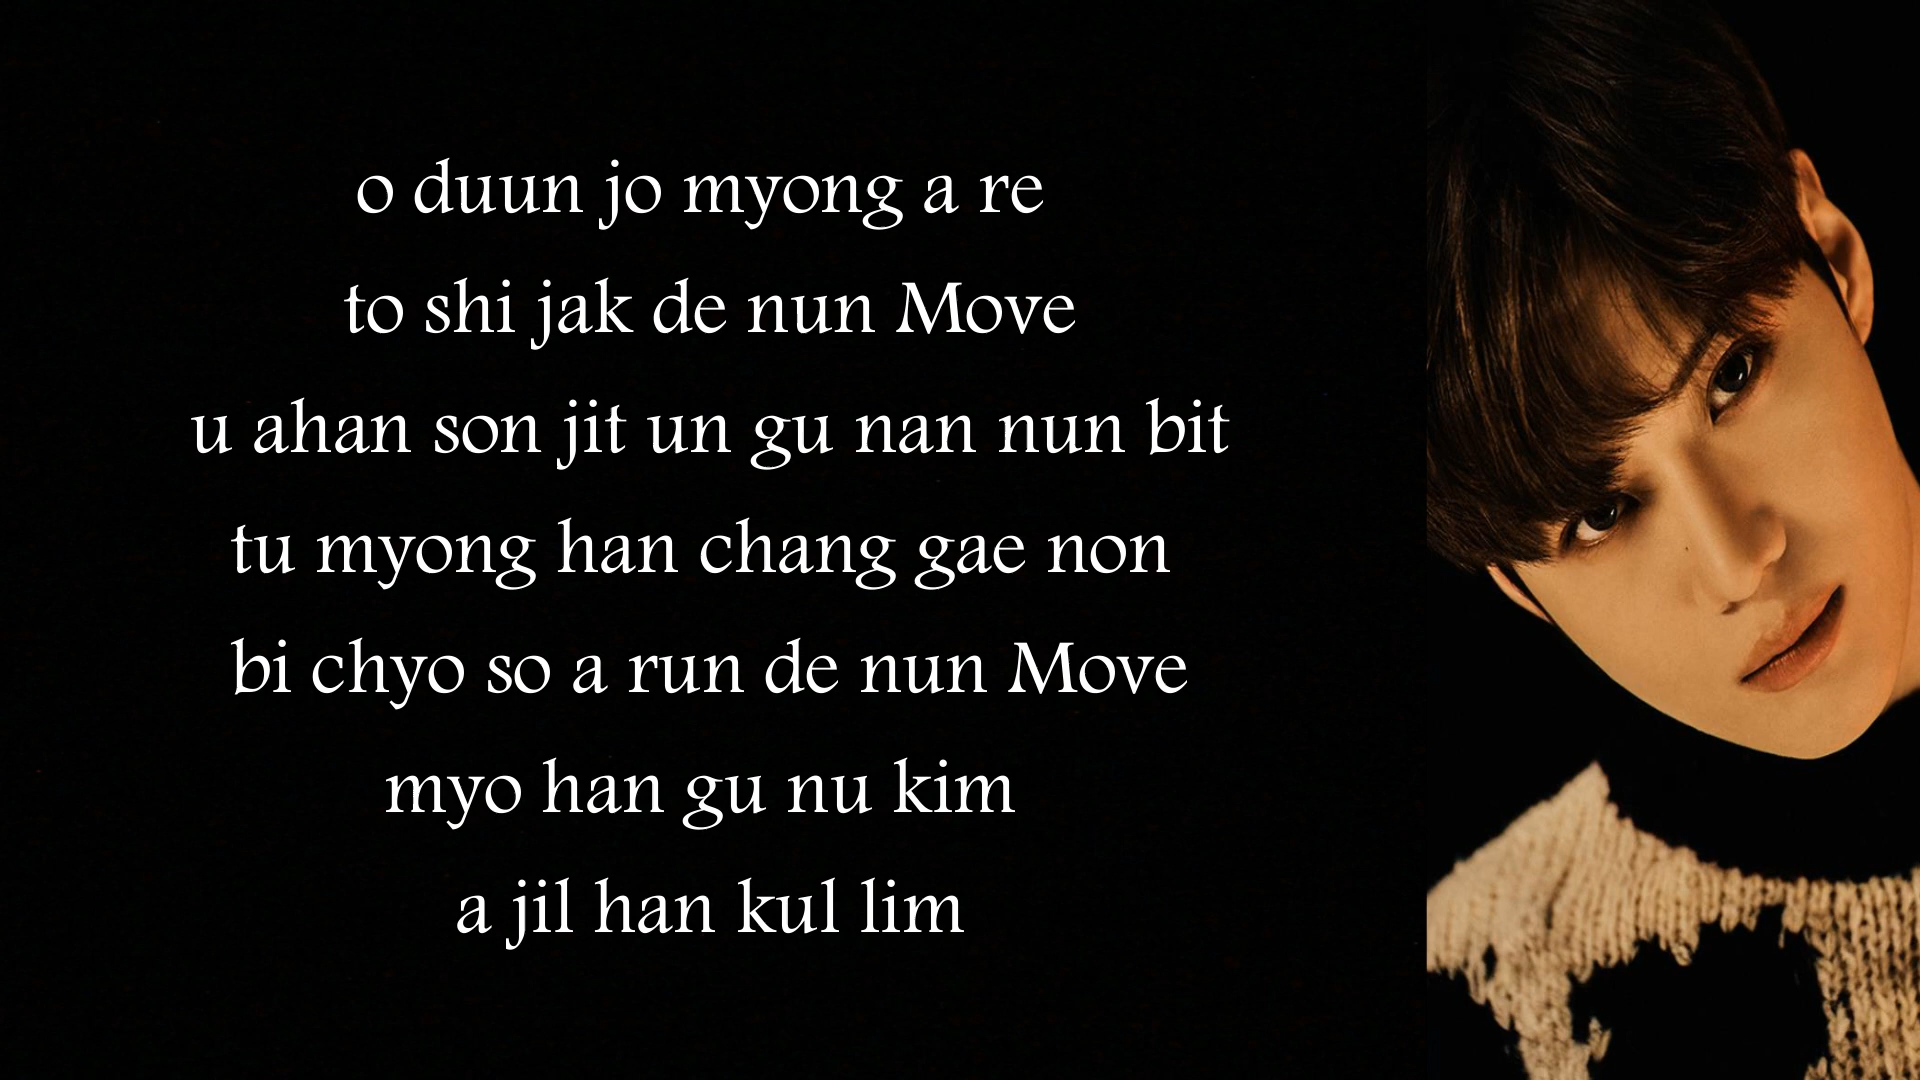 o duun jo myong a re
to shi jak de nun Move
u ahan son jit un gu nan nun bit
tu myong han chang gae non
bi chyo so a run de nun Move
myo han gu nu kim
a jil han kul lim